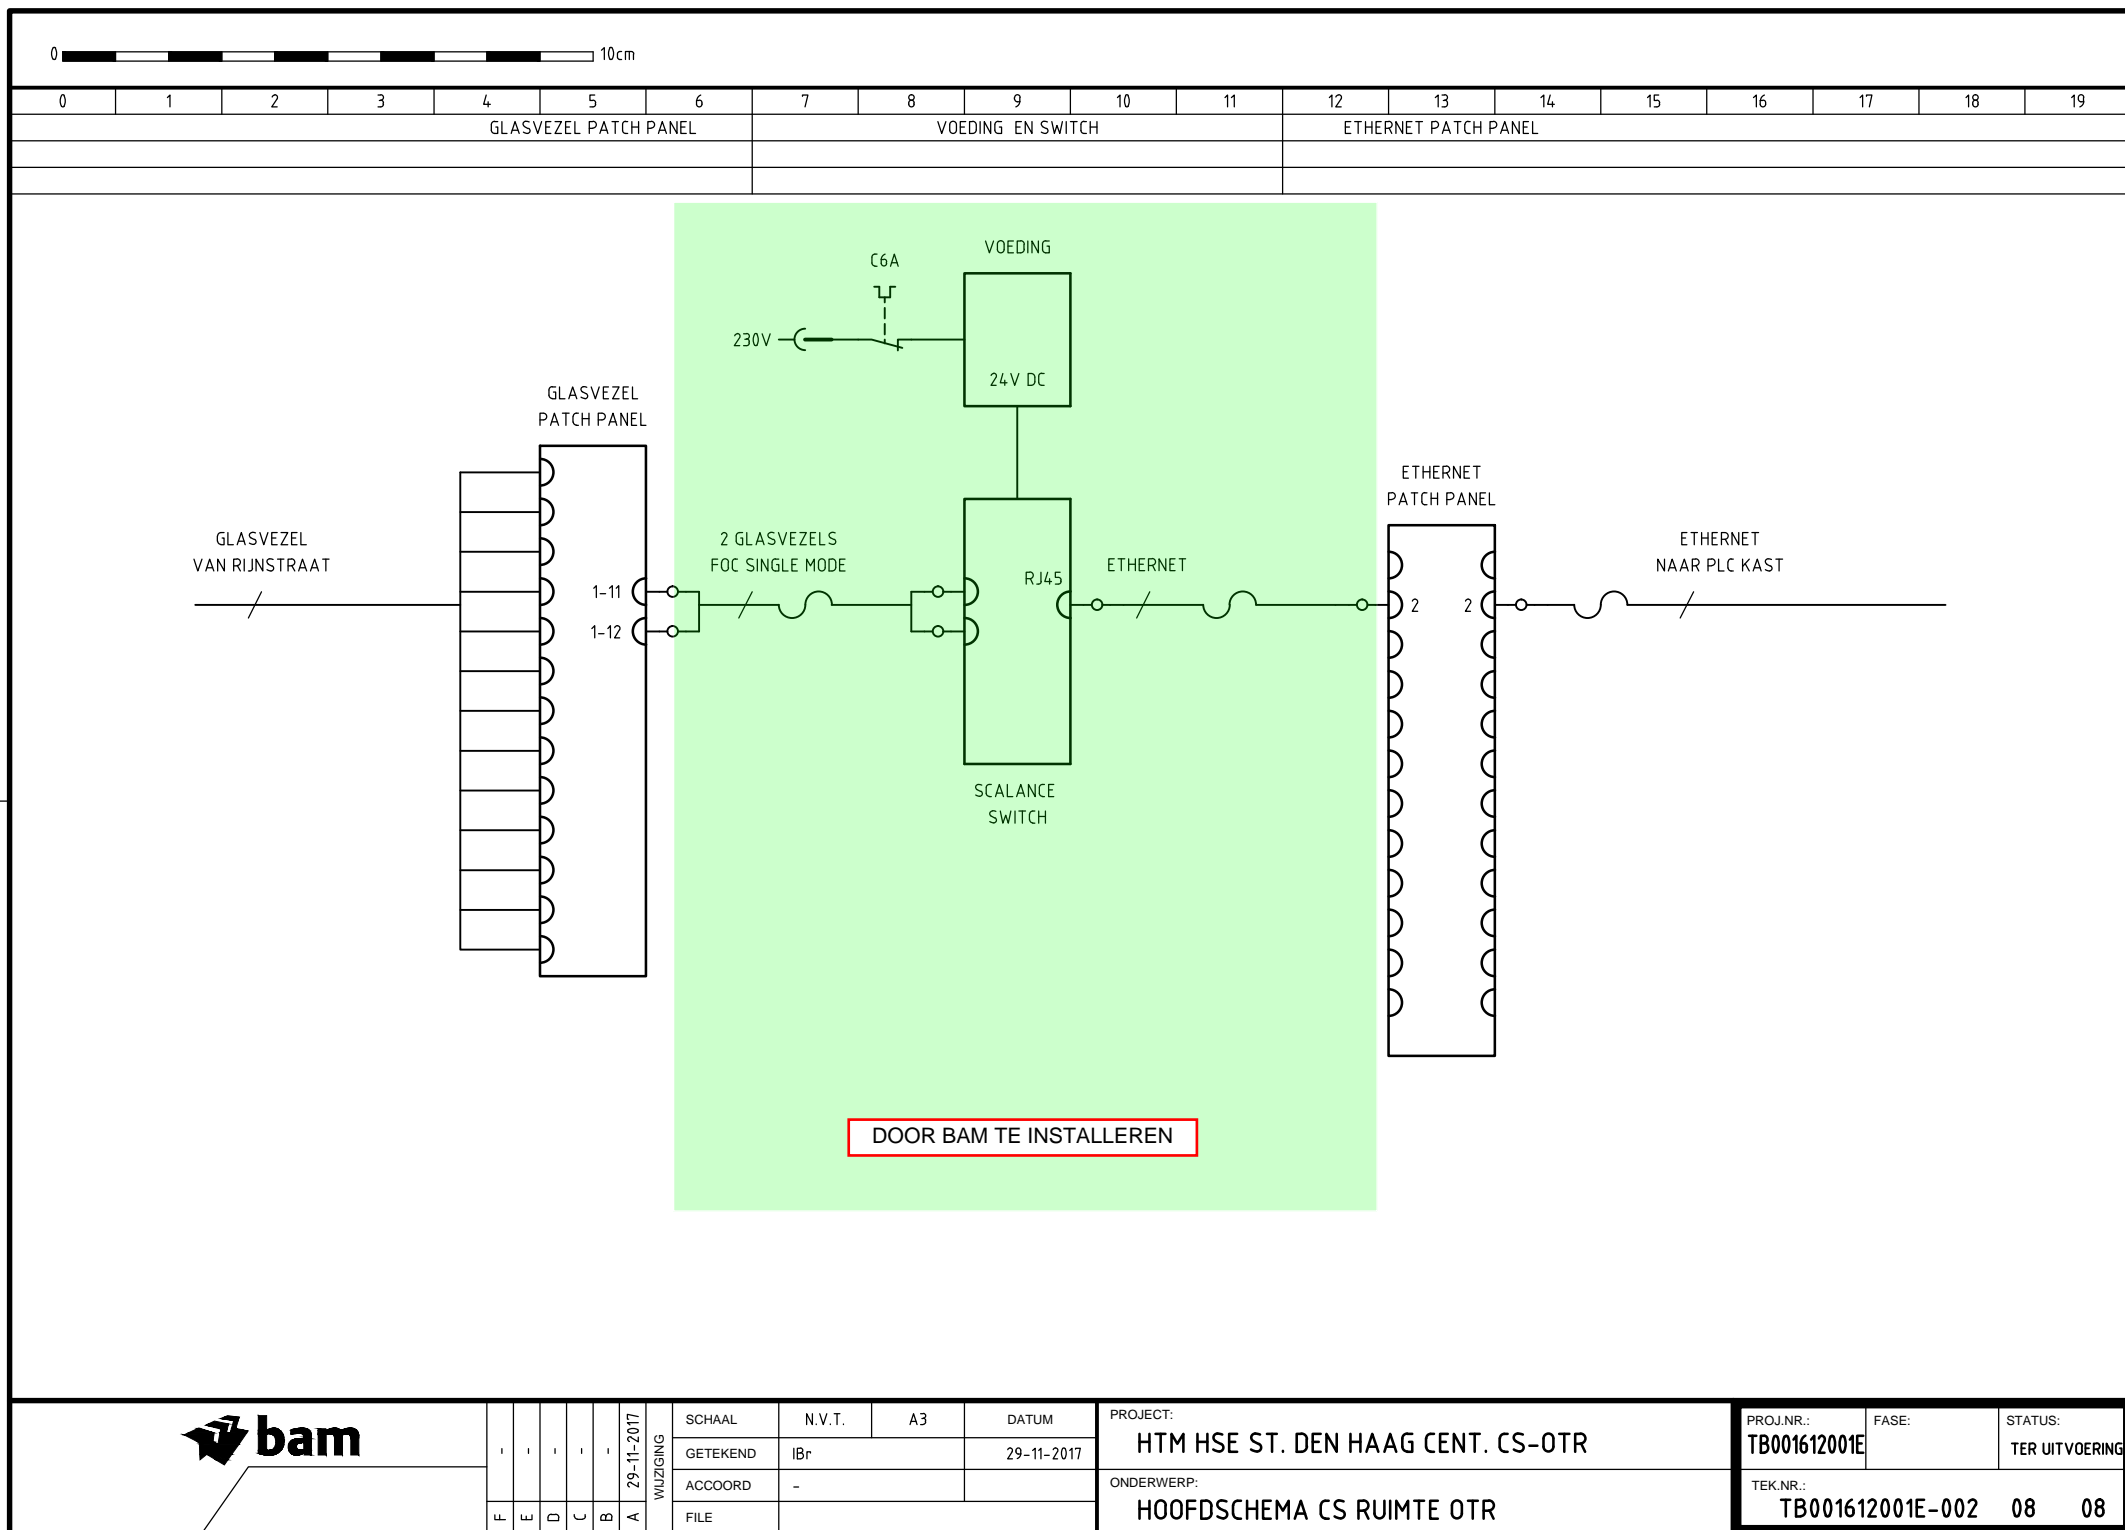 0 10cm
0 1 2 3 4 5 6 7 8 9 10 11 12 13 14 15 16 17 18 19
GLASVEZEL PATCH PANEL VOEDING EN SWITCH ETHERNET PATCH PANEL
VOEDING
C6A
230V
24V DC
GLASVEZEL
PATCH PANEL
ETHERNET
PATCH PANEL
GLASVEZEL
VAN RIJNSTRAAT
2 GLASVEZELS
FOC SINGLE MODE
ETHERNET
RJ45
ETHERNET
NAAR PLC KAST
1-11
1-12
2 2
SCALANCE
SWITCH
DOOR BAM TE INSTALLEREN
bam
F -
E -
D -
C -
B -
A 29-11-2017
WIJZIGING
SCHAAL N.V.T. A3 DATUM
GETEKEND IBr 29-11-2017
ACCOORD -
FILE
PROJECT:
HTM HSE ST. DEN HAAG CENT. CS-OTR
ONDERWERP:
HOOFDSCHEMA CS RUIMTE OTR
PROJ.NR.: FASE: STATUS:
TB001612001E TER UITVOERING
TEK.NR.:
TB001612001E-002 08 08